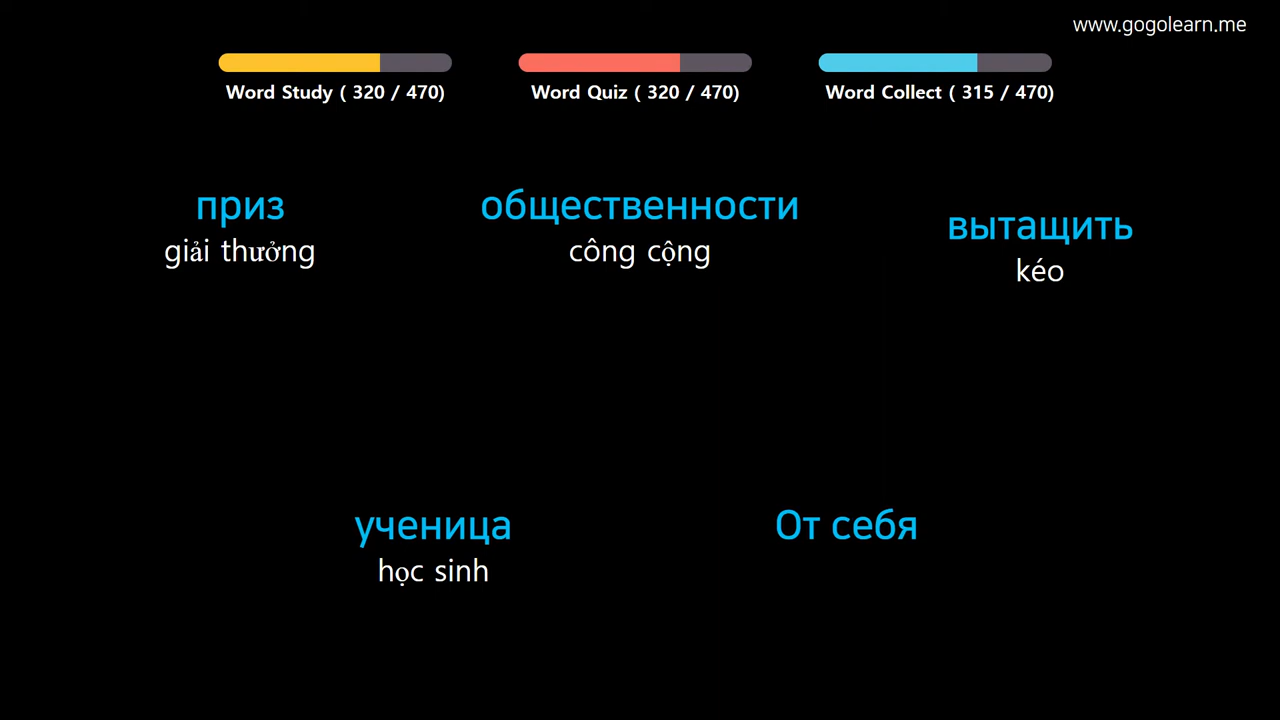 www.gogolearn.me
Word Study ( 320 / 470)
Word Quiz ( 320 / 470)
Word Collect ( 315 / 470)
приз
giải thưởng
общественности
công cộng
вытащить
kéo
ученица
học sinh
От себя